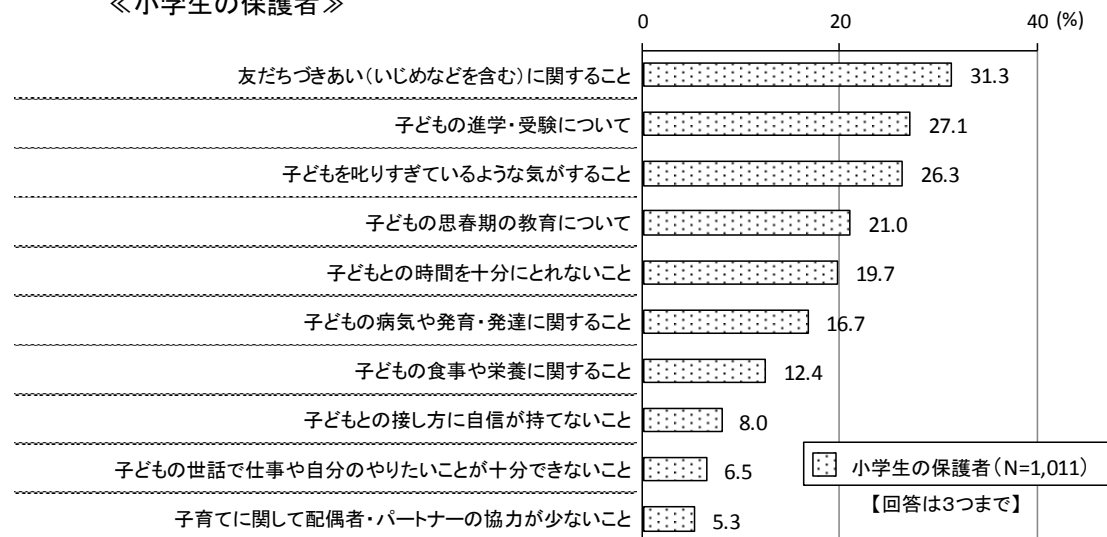 ≪小学生の保護者≫
0 20 40 (%)
友だちづきあい(いじめなどを含む)に関すること 31.3
子どもの進学・受験について 27.1
子どもを叱りすぎているような気がすること 26.3
子どもの思春期の教育について 21.0
子どもとの時間を十分にとれないこと 19.7
子どもの病気や発育・発達に関すること 16.7
子どもの食事や栄養に関すること 12.4
子どもとの接し方に自信が持てないこと 8.0
子どもの世話で仕事や自分のやりたいことが十分できないこと 6.5
小学生の保護者(N=1,011)
【回答は3つまで】
子育てに関して配偶者・パートナーの協力が少ないこと 5.3